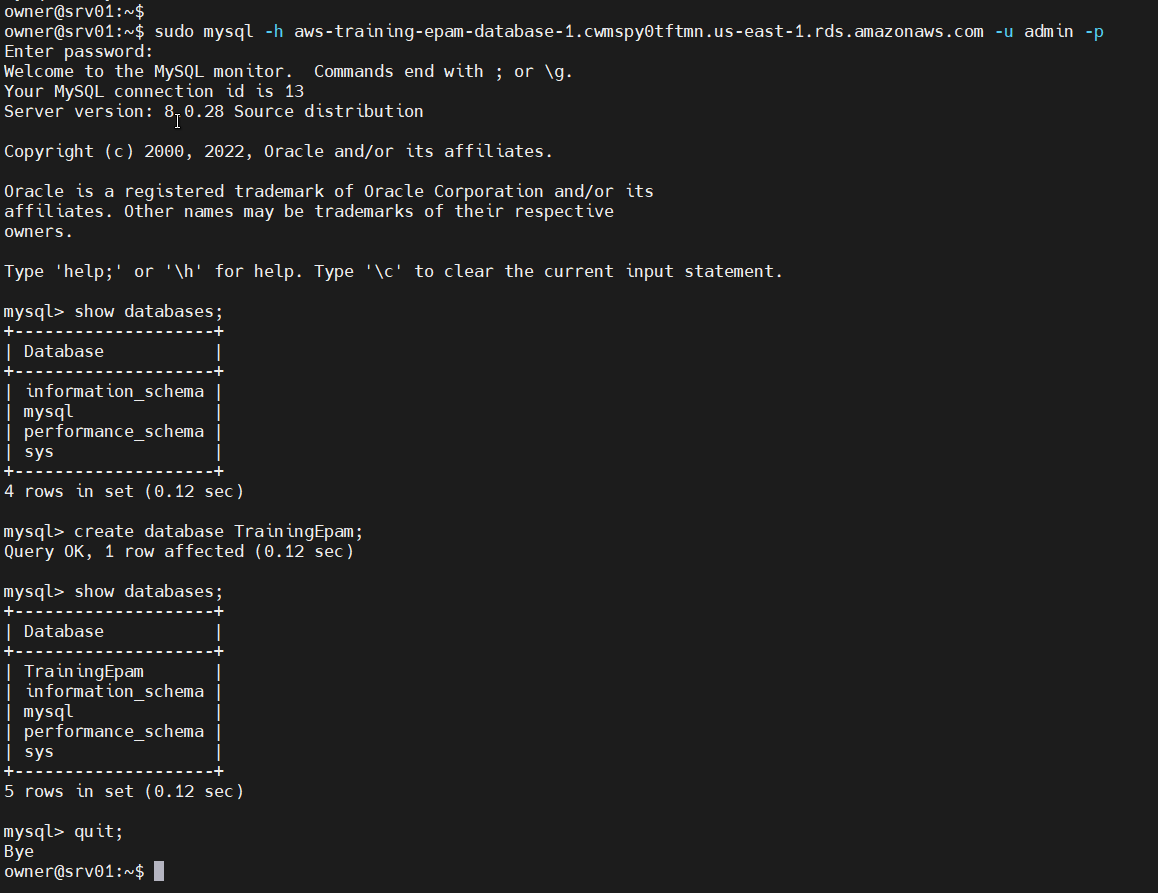 owner@srv01:~$
owner@srv01:~$ sudo mysql -h aws-training-epam-database-1.cwmspy0tftmn.us-east-1.rds.amazonaws.com -u admin -p
Enter password:
Welcome to the MySQL monitor.  Commands end with ; or \g.
Your MySQL connection id is 13
Server version: 8.0.28 Source distribution

Copyright (c) 2000, 2022, Oracle and/or its affiliates.

Oracle is a registered trademark of Oracle Corporation and/or its
affiliates. Other names may be trademarks of their respective
owners.

Type 'help;' or '\h' for help. Type '\c' to clear the current input statement.

mysql> show databases;
+--------------------+
| Database           |
+--------------------+
| information_schema |
| mysql              |
| performance_schema |
| sys                |
+--------------------+
4 rows in set (0.12 sec)

mysql> create database TrainingEpam;
Query OK, 1 row affected (0.12 sec)

mysql> show databases;
+--------------------+
| Database           |
+--------------------+
| TrainingEpam       |
| information_schema |
| mysql              |
| performance_schema |
| sys                |
+--------------------+
5 rows in set (0.12 sec)

mysql> quit;
Bye
owner@srv01:~$